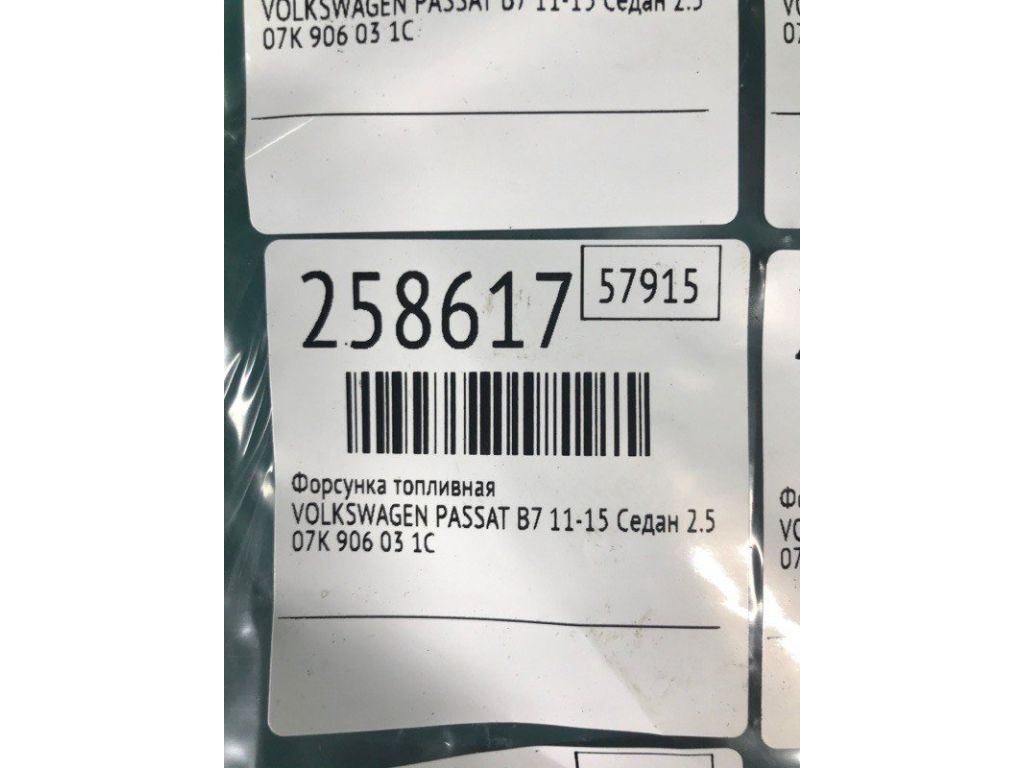 VOLKSWAGEN PASSAT B7 11-15 Седан 2.5
07K 906 03 1C
258617
57915
Форсунка топливная
VOLKSWAGEN PASSAT B7 11-15 Седан 2.5
07K 906 03 1C